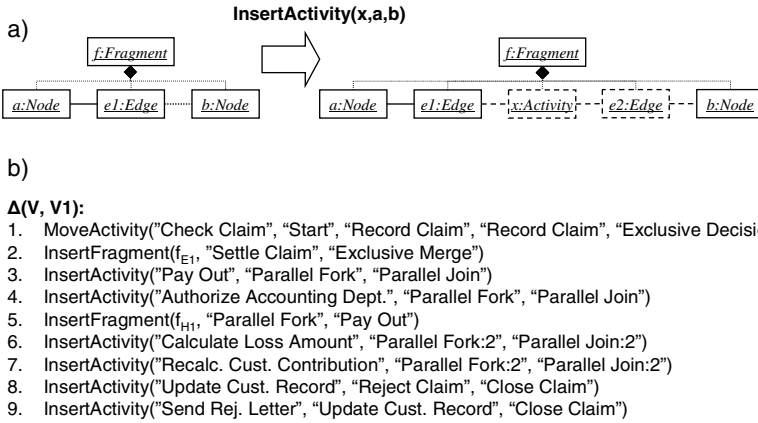 InsertActivity(x,a,b)
a)
f:Fragment
f:Fragment
a:Node e1:Edge b:Node a:Node e1:Edge x:Activity e2:Edge b:Node
b)
Δ(V, V1):
1. MoveActivity("Check Claim", “Start”, “Record Claim”, “Record Claim”, “Exclusive Decisi
2. InsertFragment(fE1, "Settle Claim”, “Exclusive Merge”)
3. InsertActivity("Pay Out”, “Parallel Fork”, “Parallel Join”)
4. InsertActivity("Authorize Accounting Dept.”, “Parallel Fork”, “Parallel Join”)
5. InsertFragment(fH1, “Parallel Fork”, “Pay Out”)
6. InsertActivity("Calculate Loss Amount”, “Parallel Fork:2”, “Parallel Join:2”)
7. InsertActivity("Recalc. Cust. Contribution”, “Parallel Fork:2”, “Parallel Join:2”)
8. InsertActivity("Update Cust. Record”, “Reject Claim”, “Close Claim”)
9. InsertActivity("Send Rej. Letter”, “Update Cust. Record”, “Close Claim”)